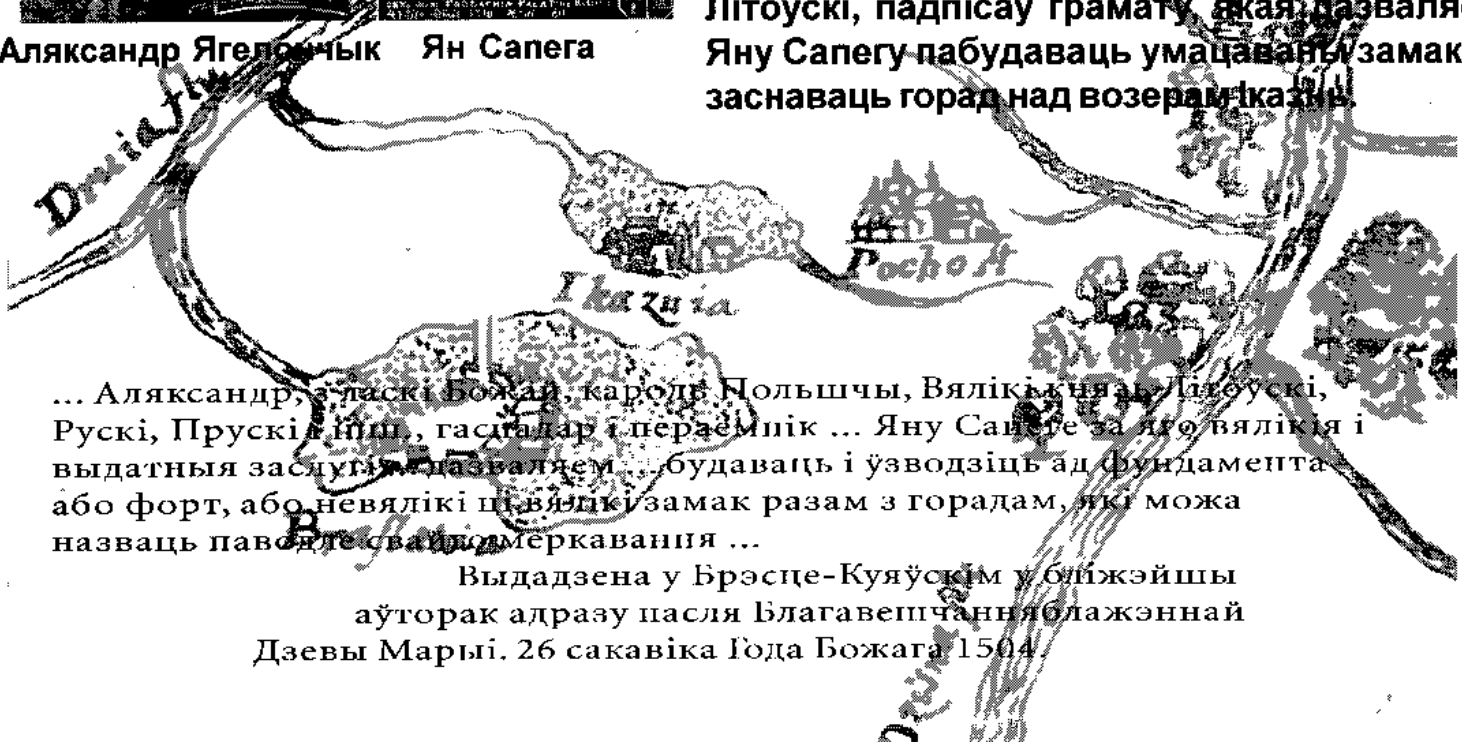 Аляксандр Ягелончык Ян Сапега
Літоўскі, падпісаў грамату, якая дазваля
Яну Сапегу пабудаваць умацаваны замак
заснаваць горад над возерам Іказнь.
Druia fl
Ikaznia
... Аляксандр, з ласкі Божай, кароль Польшчы, Вялікі князь Літоўскі,
Рускі, Прускі і інш., гаспадар і пераемнік ... Яну Сапеге за яго вялікія і
выдатныя заслугі ... дазваляем ... будаваць і ўзводзіць ад фундамента
або форт, або невялікі ці вялікі замак разам з горадам, які можа
назваць паводле свайго меркавання ...
Выдадзена у Брэсце-Куяўскім у бліжэйшы
аўторак адразу пасля Благавешчання блажэннай
Дзевы Марыі. 26 сакавіка Года Божага 1504.